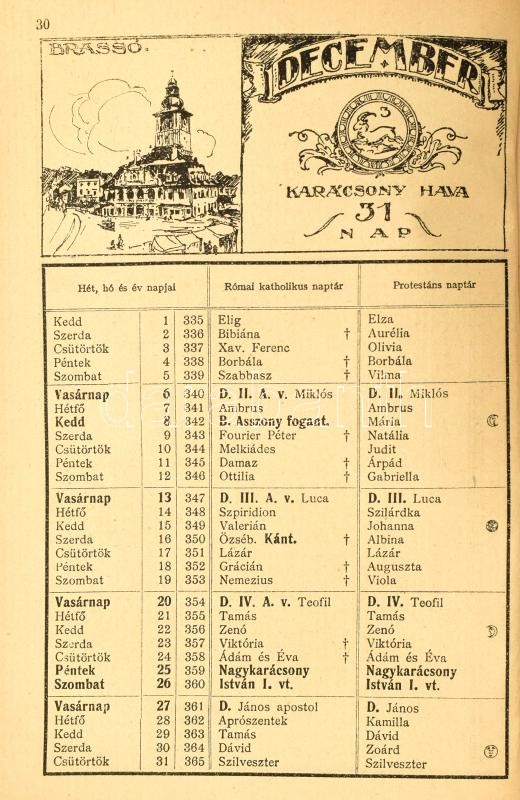 30
BRASSÓ.
DECEMBER
3
KARÁCSONY HAVA
31
NAP
Hét, hó és év napjai Római katholikus naptár Protestáns naptár
Kedd 1 335 Elig Elza
Szerda 2 336 Bibiána † Aurélia
Csütörtök 3 337 Xav. Ferenc Olivia
Péntek 4 338 Borbála † Borbála
Szombat 5 339 Szabbasz † Vilma
Vasárnap 6 340 D. II. A. v. Miklós D. II. Miklós
Hétfő 7 341 Ambrus Ambrus
Kedd 8 342 B. Asszony fogant. Mária
Szerda 9 343 Fourier Péter † Natália
Csütörtök 10 344 Melkiádes Judit
Péntek 11 345 Damaz † Árpád
Szombat 12 346 Ottilia † Gabriella
Vasárnap 13 347 D. III. A. v. Luca D. III. Luca
Hétfő 14 348 Szpiridion Szilárdka
Kedd 15 349 Valerián Johanna
Szerda 16 350 Özséb. Kánt. † Albina
Csütörtök 17 351 Lázár Lázár
Péntek 18 352 Grácián † Auguszta
Szombat 19 353 Nemezius † Viola
Vasárnap 20 354 D. IV. A. v. Teofil D. IV. Teofil
Hétfő 21 355 Tamás Tamás
Kedd 22 356 Zenó Zenó
Szerda 23 357 Viktória † Viktória
Csütörtök 24 358 Ádám és Éva † Ádám és Éva
Péntek 25 359 Nagykarácsony Nagykarácsony
Szombat 26 360 István I. vt. István I. vt.
Vasárnap 27 361 D. János apostol D. János
Hétfő 28 362 Aprószentek Kamilla
Kedd 29 363 Tamás Dávid
Szerda 30 364 Dávid Zoárd
Csütörtök 31 365 Szilveszter Szilveszter